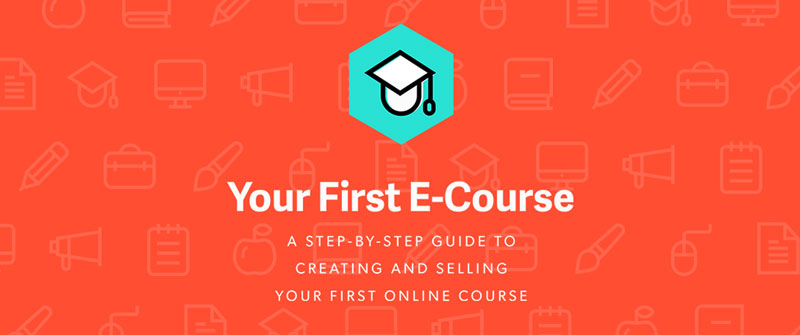 Your First E-Course
A STEP-BY-STEP GUIDE TO
CREATING AND SELLING
YOUR FIRST ONLINE COURSE